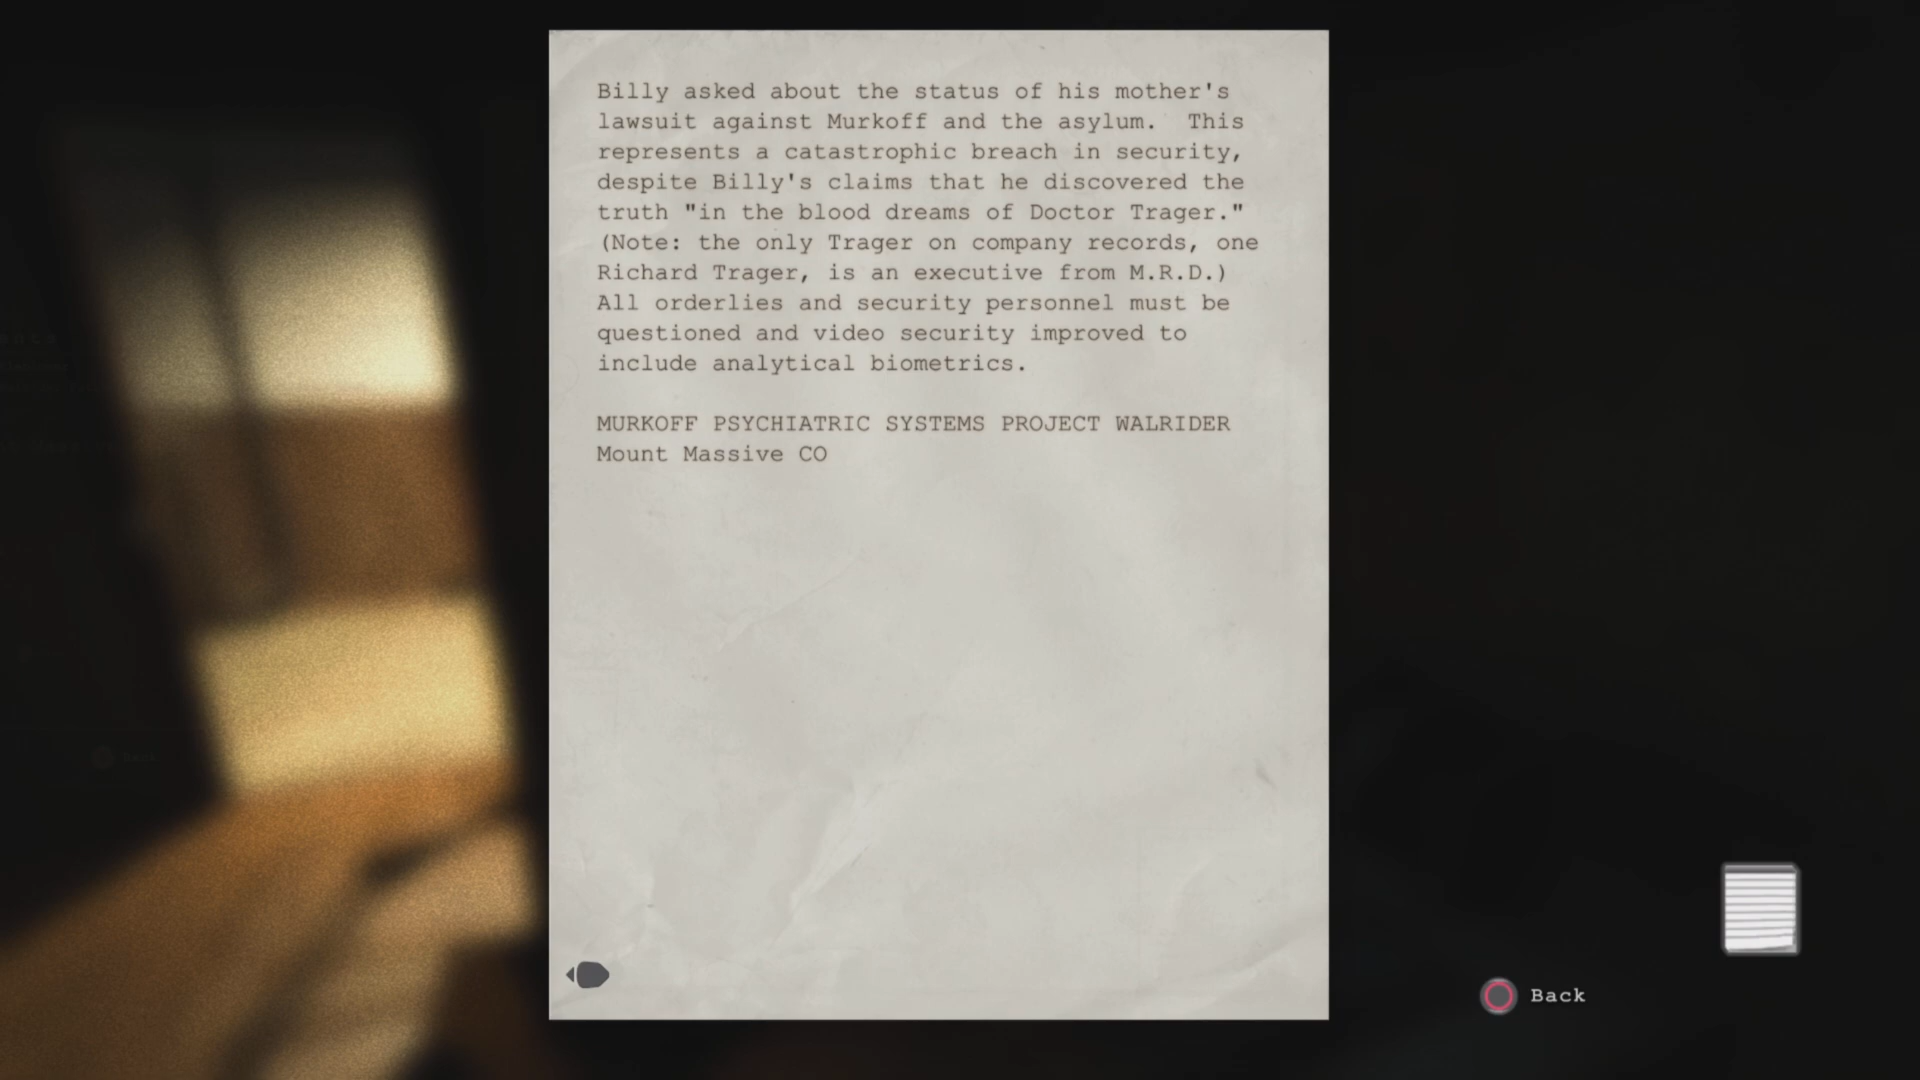 Billy asked about the status of his mother's
lawsuit against Murkoff and the asylum.  This
represents a catastrophic breach in security,
despite Billy's claims that he discovered the
truth "in the blood dreams of Doctor Trager."
(Note: the only Trager on company records, one
Richard Trager, is an executive from M.R.D.)
All orderlies and security personnel must be
questioned and video security improved to
include analytical biometrics.
MURKOFF PSYCHIATRIC SYSTEMS PROJECT WALRIDER
Mount Massive CO
Back